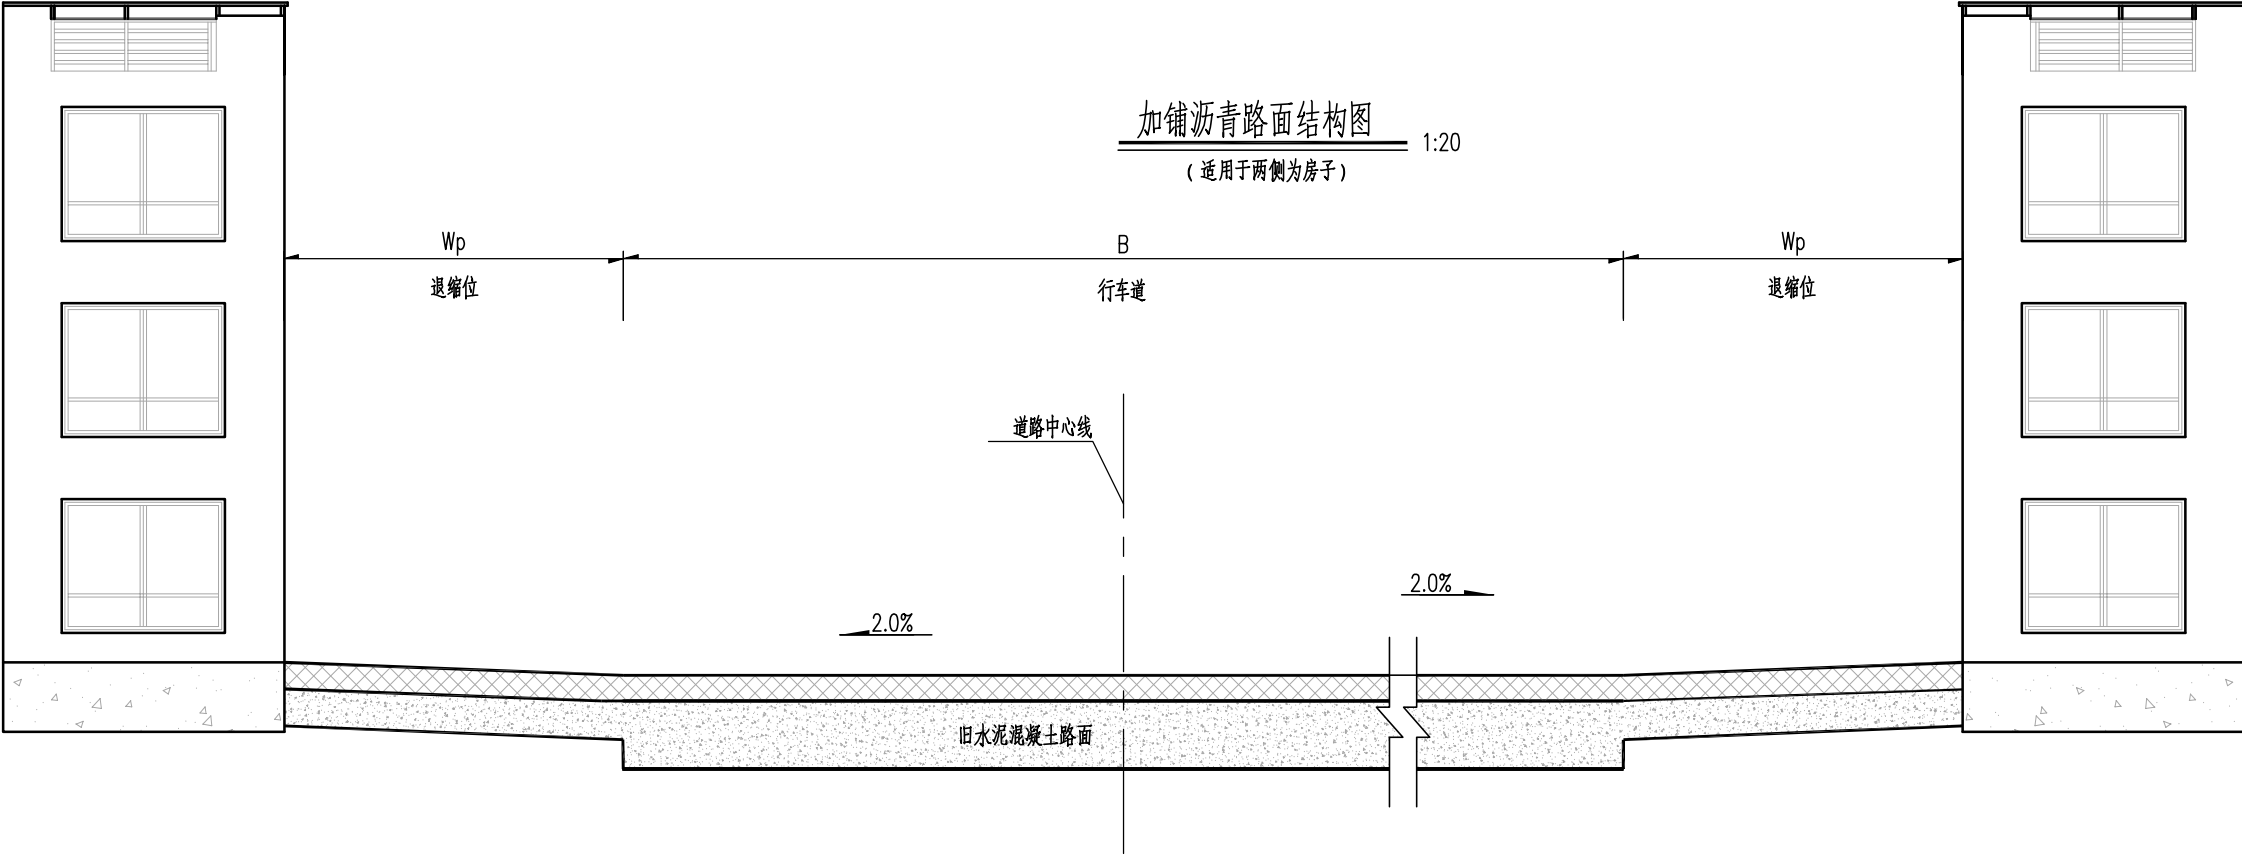 加铺沥青路面结构图
1:20
(适用于两侧为房子)
Wp
B
Wp
退缩位
行车道
退缩位
道路中心线
2.0%
2.0%
旧水泥混凝土路面